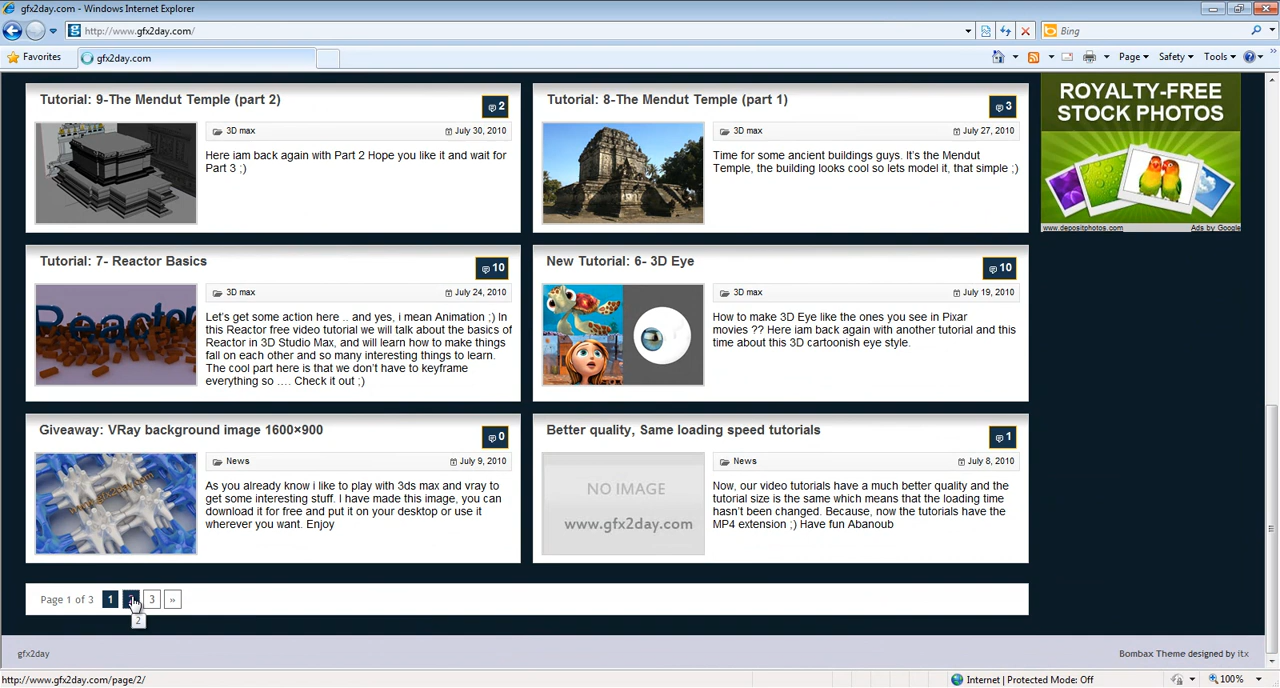 gfx2day.com - Windows Internet Explorer
http://www.gfx2day.com/
Bing
Favorites
gfx2day.com
Page
Safety
Tools
Tutorial: 9-The Mendut Temple (part 2)
2
3D max
July 30, 2010
Here iam back again with Part 2 Hope you like it and wait for
Part 3 ;)
Tutorial: 8-The Mendut Temple (part 1)
3
3D max
July 27, 2010
Time for some ancient buildings guys. It's the Mendut
Temple, the building looks cool so lets model it, that simple ;)
ROYALTY-FREE
STOCK PHOTOS
www.depositphotos.com
Ads by Google
Tutorial: 7- Reactor Basics
10
3D max
July 24, 2010
Reactor
Let's get some action here .. and yes, i mean Animation ;) In
this Reactor free video tutorial we will talk about the basics of
Reactor in 3D Studio Max, and will learn how to make things
fall on each other and so many interesting things to learn.
The cool part here is that we don't have to keyframe
everything so .... Check it out ;)
New Tutorial: 6- 3D Eye
10
3D max
July 19, 2010
How to make 3D Eye like the ones you see in Pixar
movies ?? Here iam back again with another tutorial and this
time about this 3D cartoonish eye style.
Giveaway: VRay background image 1600×900
0
News
July 9, 2010
www.gfx2day.com
As you already know i like to play with 3ds max and vray to
get some interesting stuff. I have made this image, you can
download it for free and put it on your desktop or use it
wherever you want. Enjoy
Better quality, Same loading speed tutorials
1
News
July 8, 2010
NO IMAGE
www.gfx2day.com
Now, our video tutorials have a much better quality and the
tutorial size is the same which means that the loading time
hasn't been changed. Because, now the tutorials have the
MP4 extension ;) Have fun Abanoub
Page 1 of 3 1 2 3 »
2
gfx2day
Bombax Theme designed by itx
http://www.gfx2day.com/page/2/
Internet | Protected Mode: Off
100%